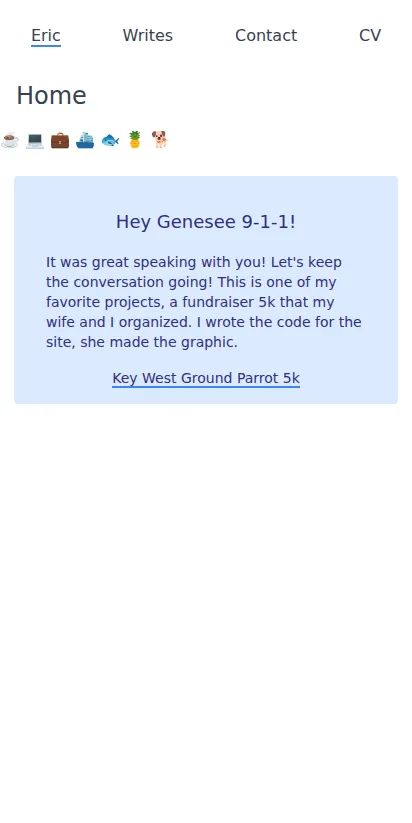 Eric Writes Contact CV
Home
☕ 💻 💼 ⛴️ 🐟 🍍 🐕
Hey Genesee 9-1-1!
It was great speaking with you! Let's keep
the conversation going! This is one of my
favorite projects, a fundraiser 5k that my
wife and I organized. I wrote the code for the
site, she made the graphic.
Key West Ground Parrot 5k